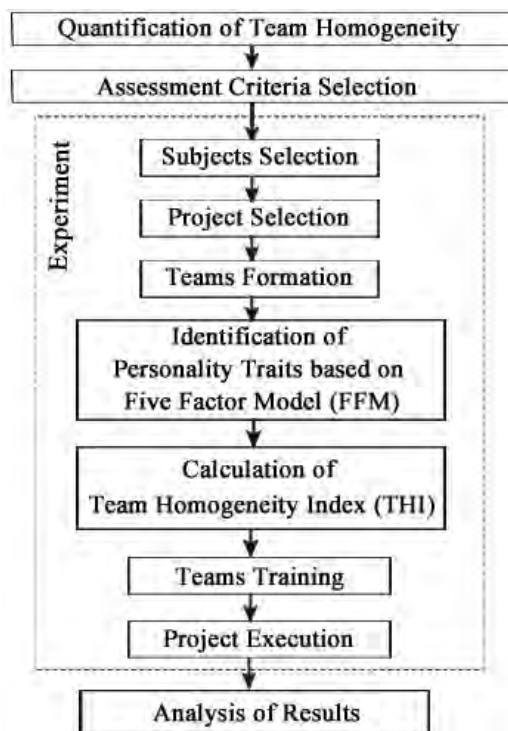 Quantification of Team Homogeneity
Assessment Criteria Selection
Experiment
Subjects Selection
Project Selection
Teams Formation
Identification of
Personality Traits based on
Five Factor Model (FFM)
Calculation of
Team Homogeneity Index (THI)
Teams Training
Project Execution
Analysis of Results